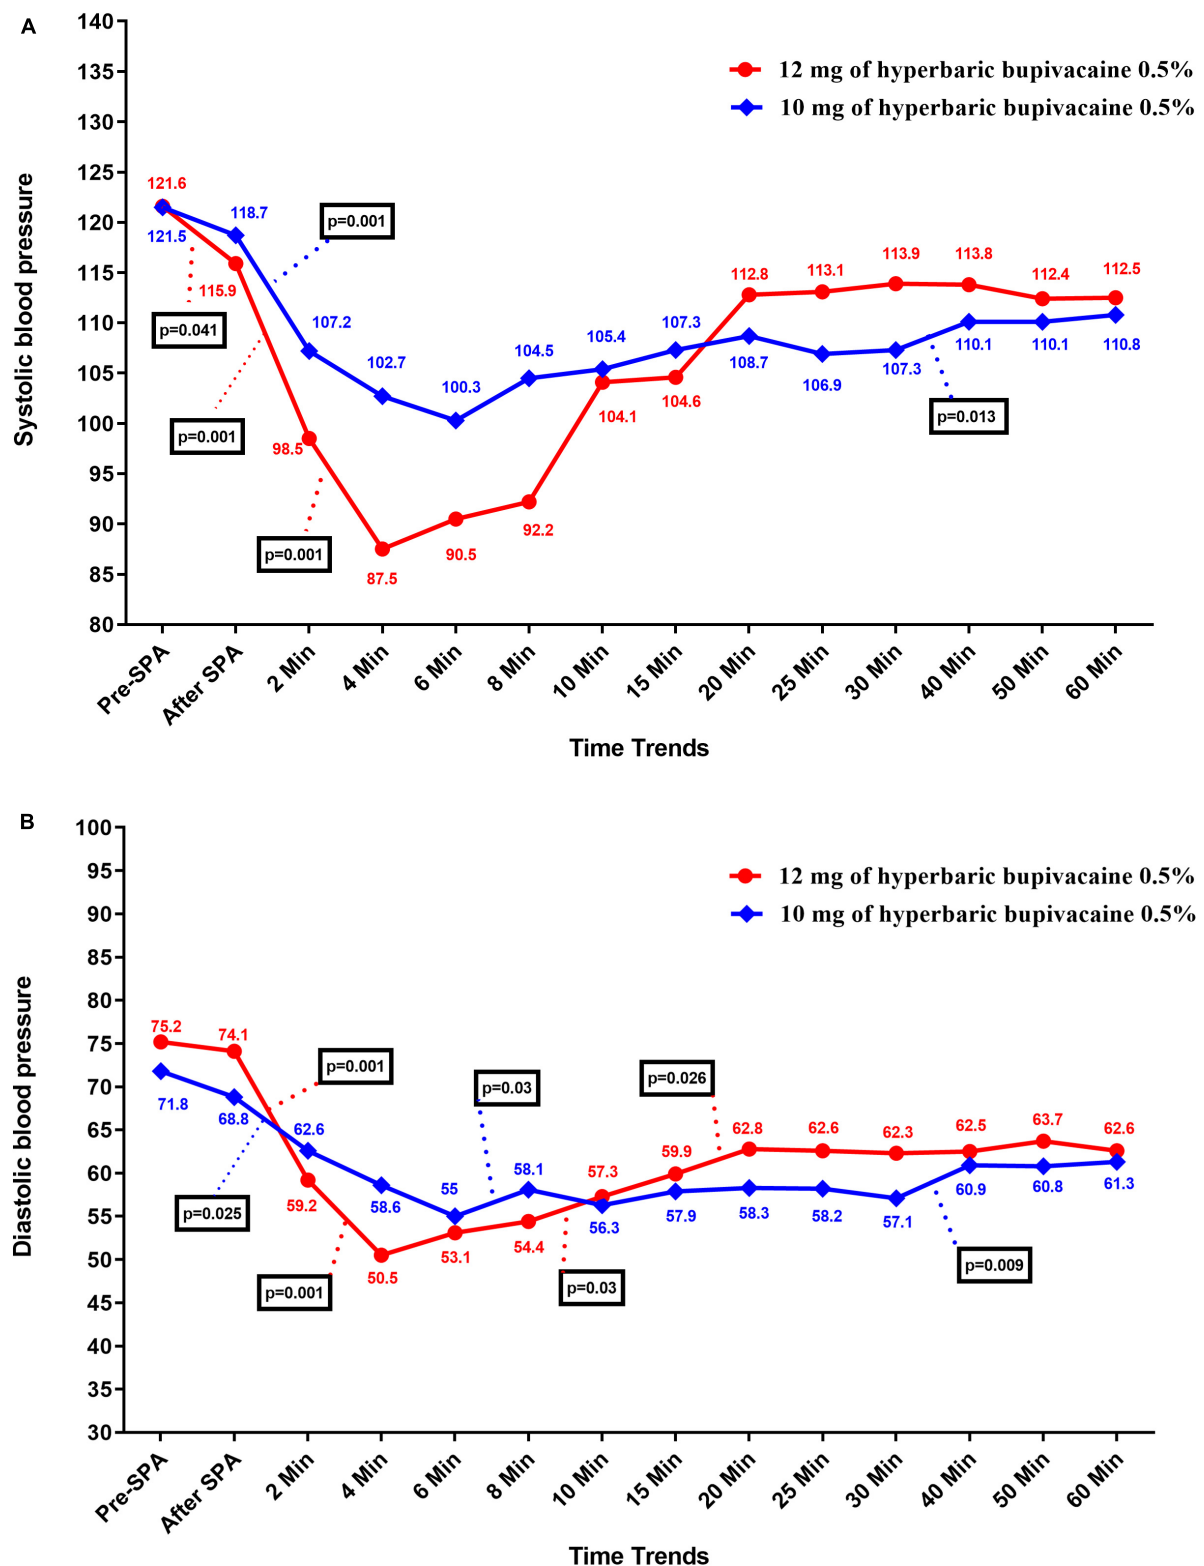 A
140
135
130
125
120
115
110
105
100
95
90
85
80
Systolic blood pressure
12 mg of hyperbaric bupivacaine 0.5%
10 mg of hyperbaric bupivacaine 0.5%
121.6
121.5
118.7
115.9
p=0.001
p=0.041
p=0.001
p=0.001
107.2
98.5
102.7
87.5
100.3
90.5
104.5
92.2
105.4
104.1
107.3
104.6
112.8
108.7
113.1
106.9
113.9
107.3
113.8
110.1
112.4
110.1
112.5
110.8
p=0.013
Pre-SPA
After SPA
2 Min
4 Min
6 Min
8 Min
10 Min
15 Min
20 Min
25 Min
30 Min
40 Min
50 Min
60 Min
Time Trends
B
100
95
90
85
80
75
70
65
60
55
50
45
40
35
30
Diastolic blood pressure
12 mg of hyperbaric bupivacaine 0.5%
10 mg of hyperbaric bupivacaine 0.5%
75.2
71.8
74.1
68.8
p=0.001
p=0.025
p=0.001
p=0.03
p=0.03
p=0.026
p=0.009
62.6
59.2
58.6
50.5
55
53.1
58.1
54.4
57.3
56.3
59.9
57.9
62.8
58.3
62.6
58.2
62.3
57.1
62.5
60.9
63.7
60.8
62.6
61.3
Pre-SPA
After SPA
2 Min
4 Min
6 Min
8 Min
10 Min
15 Min
20 Min
25 Min
30 Min
40 Min
50 Min
60 Min
Time Trends